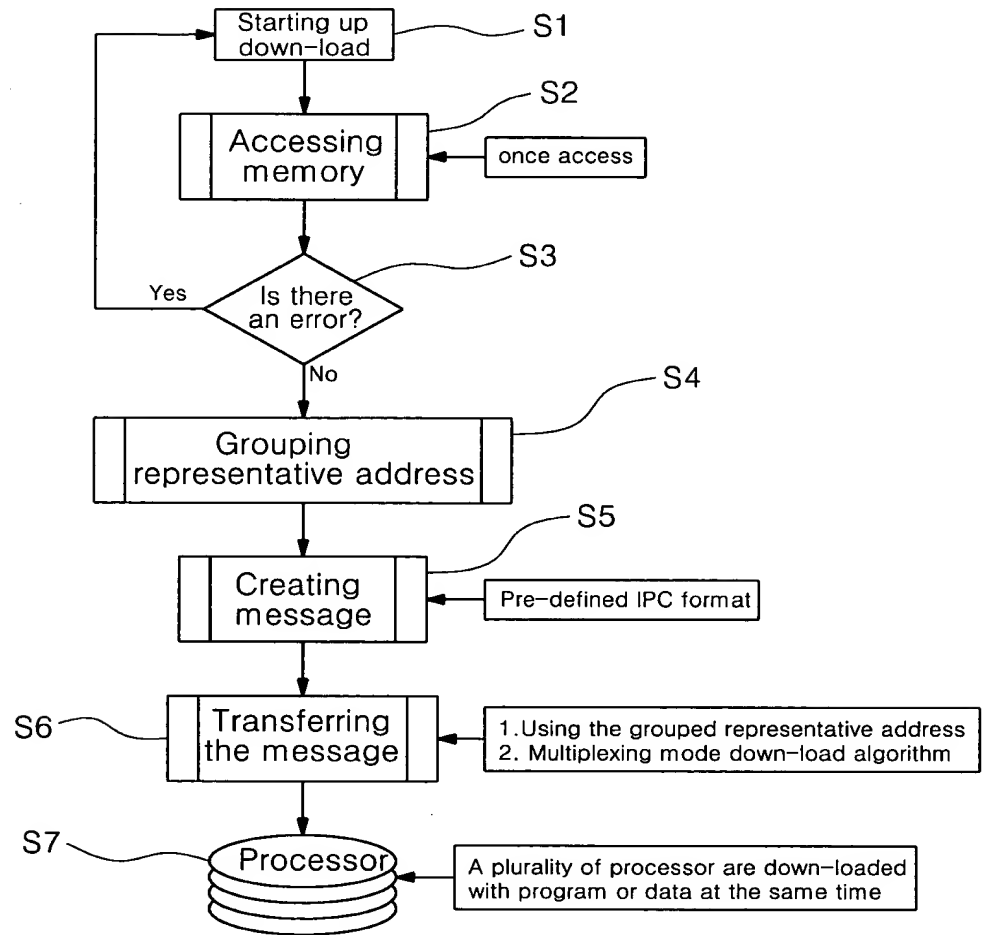 Starting up
down-load
S1
S2
Accessing
memory
once access
S3
Is there
an error?
Yes
No
S4
Grouping
representative address
S5
Creating
message
Pre-defined IPC format
S6
Transferring
the message
1.Using the grouped representative address
2. Multiplexing mode down-load algorithm
S7
Processor
A plurality of processor are down-loaded
with program or data at the same time